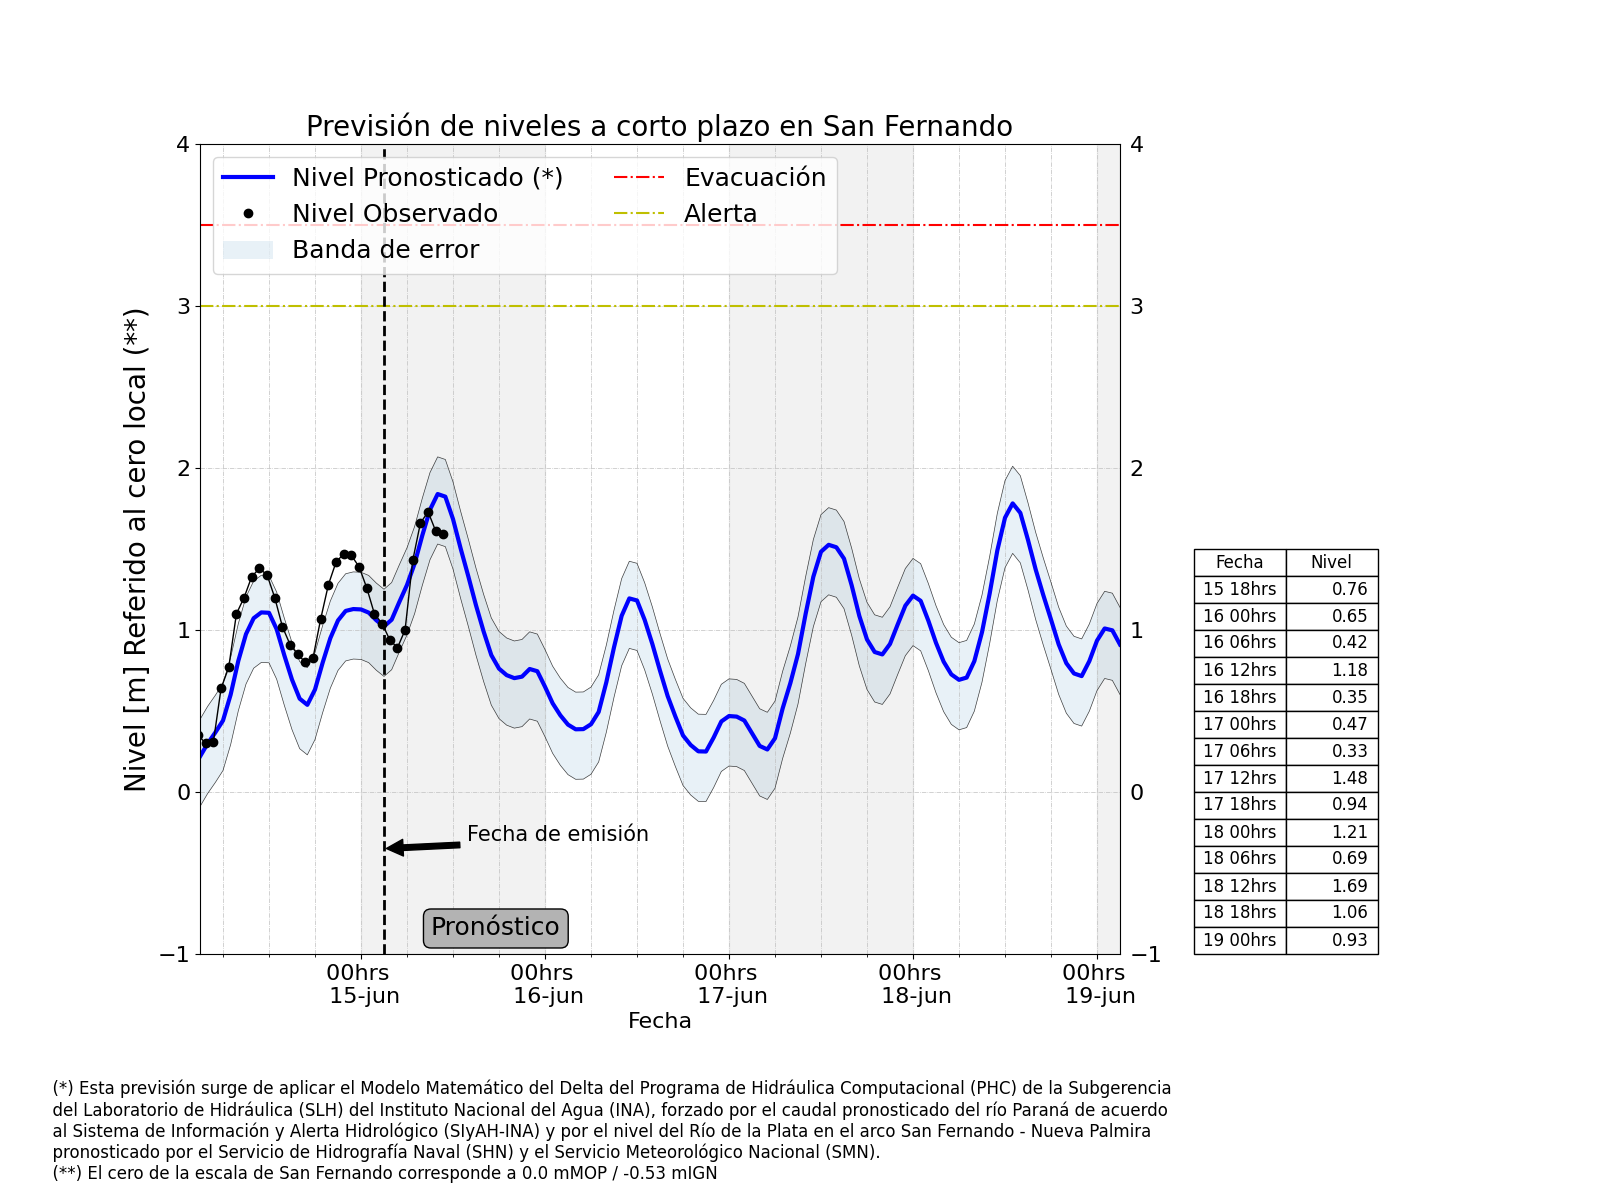 Previsión de niveles a corto plazo en San Fernando
4
4
Nivel Pronosticado (*)
Evacuación
Nivel Observado
Alerta
Banda de error
3
3
Nivel [m] Referido al cero local (**)
2
2
1
1
0
0
−1
−1
Fecha de emisión
Pronóstico
00hrs
15-jun
00hrs
16-jun
00hrs
17-jun
00hrs
18-jun
00hrs
19-jun
Fecha
Fecha Nivel
15 18hrs 0.76
16 00hrs 0.65
16 06hrs 0.42
16 12hrs 1.18
16 18hrs 0.35
17 00hrs 0.47
17 06hrs 0.33
17 12hrs 1.48
17 18hrs 0.94
18 00hrs 1.21
18 06hrs 0.69
18 12hrs 1.69
18 18hrs 1.06
19 00hrs 0.93
(*) Esta previsión surge de aplicar el Modelo Matemático del Delta del Programa de Hidráulica Computacional (PHC) de la Subgerencia
del Laboratorio de Hidráulica (SLH) del Instituto Nacional del Agua (INA), forzado por el caudal pronosticado del río Paraná de acuerdo
al Sistema de Información y Alerta Hidrológico (SIyAH-INA) y por el nivel del Río de la Plata en el arco San Fernando - Nueva Palmira
pronosticado por el Servicio de Hidrografía Naval (SHN) y el Servicio Meteorológico Nacional (SMN).
(**) El cero de la escala de San Fernando corresponde a 0.0 mMOP / -0.53 mIGN